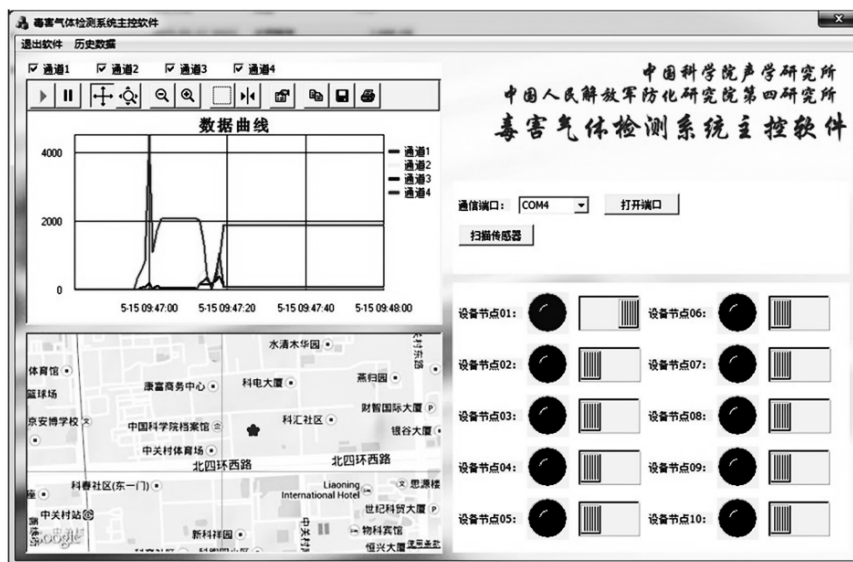 毒害气体检测系统主控软件
退出软件 历史数据
通道1 通道2 通道3 通道4
数据曲线
4000
2000
0
通道1
通道2
通道3
通道4
5-15 09:47:00 5-15 09:47:20 5-15 09:47:40 5-15 09:48:00
中国科学院声学研究所
中国人民解放军防化研究院第四研究所
毒害气体检测系统主控软件
通信端口: COM4 打开端口
扫描传感器
设备节点01: 设备节点06:
设备节点02: 设备节点07:
设备节点03: 设备节点08:
设备节点04: 设备节点09:
设备节点05: 设备节点10:
水清木华园
中关村东路
体育馆
康富商务中心
科电大厦
燕归园
篮球场
财智国际大厦
京安博学校
中国科学院档案馆
科汇社区
银谷大厦
中关村体育场
北四环西路
北四环西路
科春社区(东一门)
Liaoning
International Hotel
思源楼
座
世纪科贸大厦
中关村站
新科祥园
物科宾馆
恒兴大厦
Google
使用条款